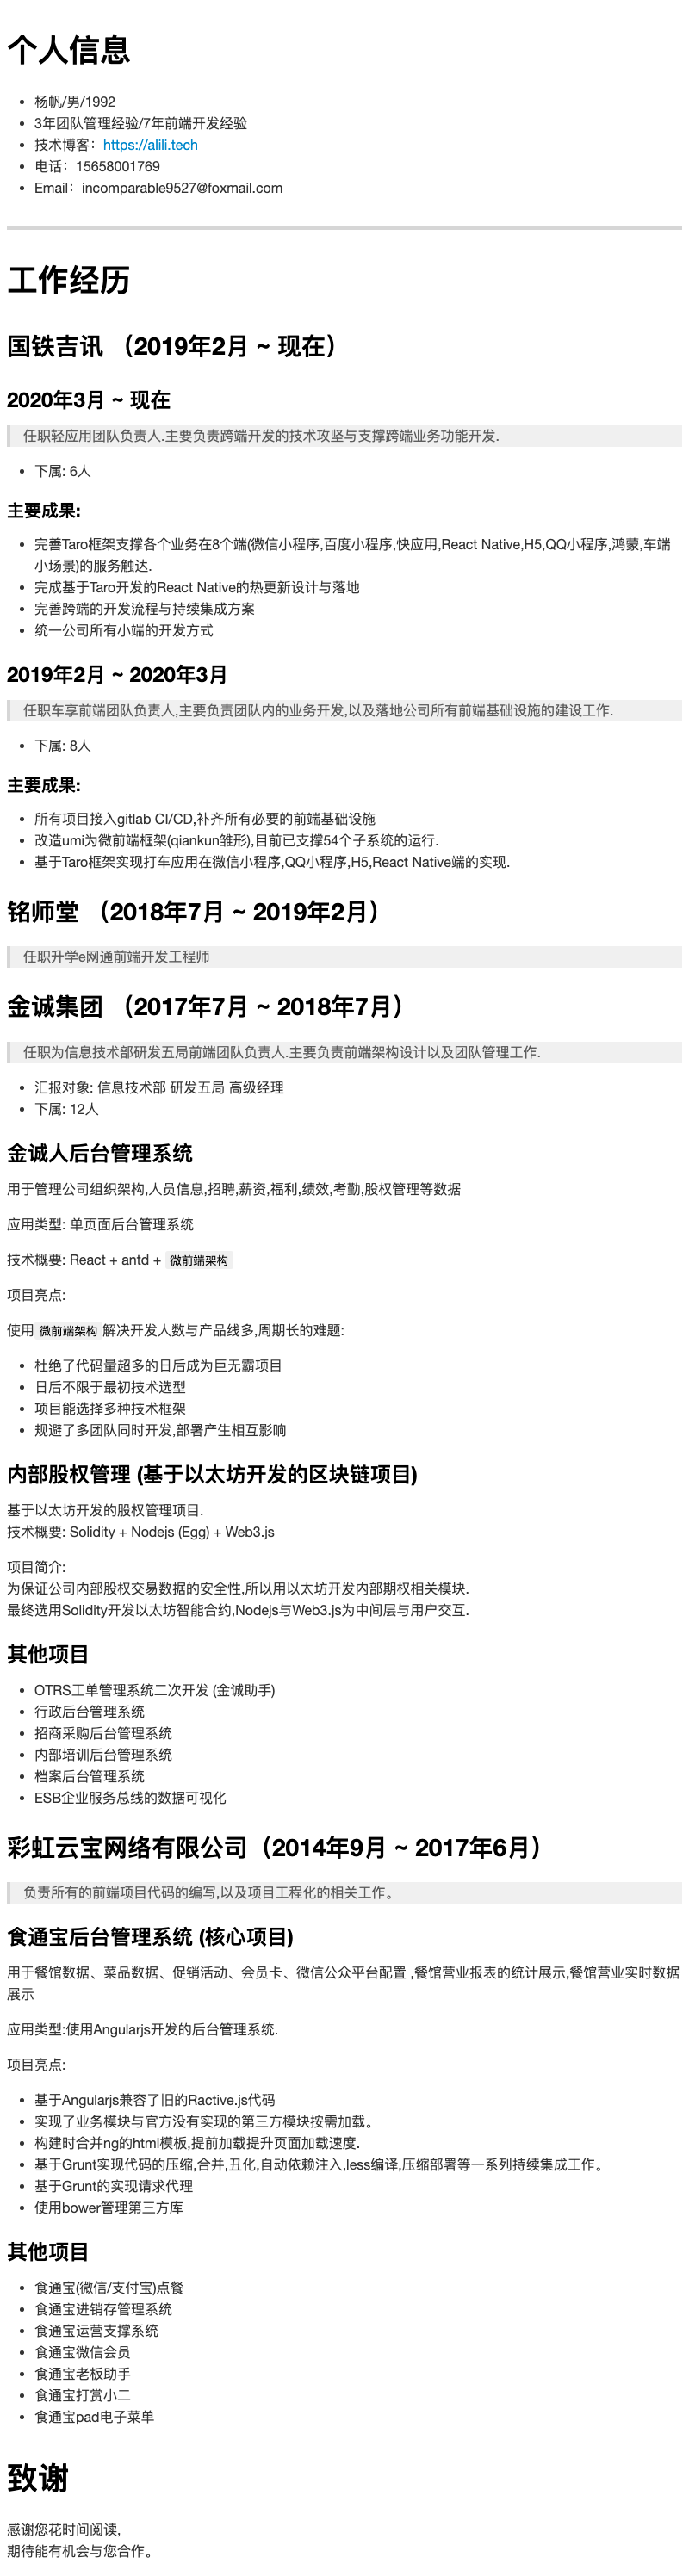 个人信息
杨帆/男/1992
3年团队管理经验/7年前端开发经验
技术博客：https://alili.tech
电话：15658001769
Email：incomparable9527@foxmail.com
工作经历
国铁吉讯 （2019年2月 ~ 现在）
2020年3月 ~ 现在
任职轻应用团队负责人.主要负责跨端开发的技术攻坚与支撑跨端业务功能开发.
下属: 6人
主要成果:
完善Taro框架支撑各个业务在8个端(微信小程序,百度小程序,快应用,React Native,H5,QQ小程序,鸿蒙,车端
小场景)的服务触达.
完成基于Taro开发的React Native的热更新设计与落地
完善跨端的开发流程与持续集成方案
统一公司所有小端的开发方式
2019年2月 ~ 2020年3月
任职车享前端团队负责人,主要负责团队内的业务开发,以及落地公司所有前端基础设施的建设工作.
下属: 8人
主要成果:
所有项目接入gitlab CI/CD,补齐所有必要的前端基础设施
改造umi为微前端框架(qiankun雏形),目前已支撑54个子系统的运行.
基于Taro框架实现打车应用在微信小程序,QQ小程序,H5,React Native端的实现.
铭师堂 （2018年7月 ~ 2019年2月）
任职升学e网通前端开发工程师
金诚集团 （2017年7月 ~ 2018年7月）
任职为信息技术部研发五局前端团队负责人.主要负责前端架构设计以及团队管理工作.
汇报对象: 信息技术部 研发五局 高级经理
下属: 12人
金诚人后台管理系统
用于管理公司组织架构,人员信息,招聘,薪资,福利,绩效,考勤,股权管理等数据
应用类型: 单页面后台管理系统
技术概要: React + antd + 微前端架构
项目亮点:
使用 微前端架构 解决开发人数与产品线多,周期长的难题:
杜绝了代码量超多的日后成为巨无霸项目
日后不限于最初技术选型
项目能选择多种技术框架
规避了多团队同时开发,部署产生相互影响
内部股权管理 (基于以太坊开发的区块链项目)
基于以太坊开发的股权管理项目.
技术概要: Solidity + Nodejs (Egg) + Web3.js
项目简介:
为保证公司内部股权交易数据的安全性,所以用以太坊开发内部期权相关模块.
最终选用Solidity开发以太坊智能合约,Nodejs与Web3.js为中间层与用户交互.
其他项目
OTRS工单管理系统二次开发 (金诚助手)
行政后台管理系统
招商采购后台管理系统
内部培训后台管理系统
档案后台管理系统
ESB企业服务总线的数据可视化
彩虹云宝网络有限公司（2014年9月 ~ 2017年6月）
负责所有的前端项目代码的编写,以及项目工程化的相关工作。
食通宝后台管理系统 (核心项目)
用于餐馆数据、菜品数据、促销活动、会员卡、微信公众平台配置 ,餐馆营业报表的统计展示,餐馆营业实时数据
展示
应用类型:使用Angularjs开发的后台管理系统.
项目亮点:
基于Angularjs兼容了旧的Ractive.js代码
实现了业务模块与官方没有实现的第三方模块按需加载。
构建时合并ng的html模板,提前加载提升页面加载速度.
基于Grunt实现代码的压缩,合并,丑化,自动依赖注入,less编译,压缩部署等一系列持续集成工作。
基于Grunt的实现请求代理
使用bower管理第三方库
其他项目
食通宝(微信/支付宝)点餐
食通宝进销存管理系统
食通宝运营支撑系统
食通宝微信会员
食通宝老板助手
食通宝打赏小二
食通宝pad电子菜单
致谢
感谢您花时间阅读,
期待能有机会与您合作。